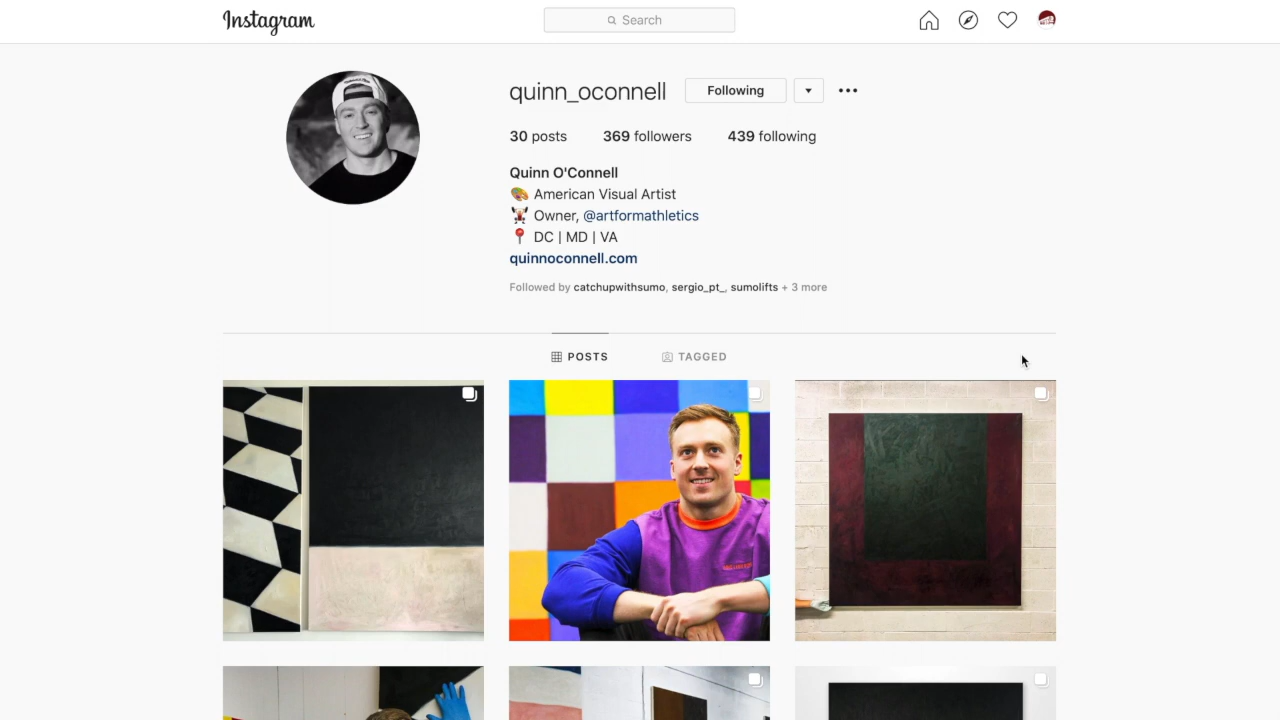 Instagram
Search
quinn_oconnell Following
30 posts 369 followers 439 following
Quinn O'Connell
🎨 American Visual Artist
🏋️ Owner, @artformathletics
📍 DC | MD | VA
quinnoconnell.com
Followed by catchupwithsumo, sergio_pt_, sumolifts + 3 more
POSTS TAGGED